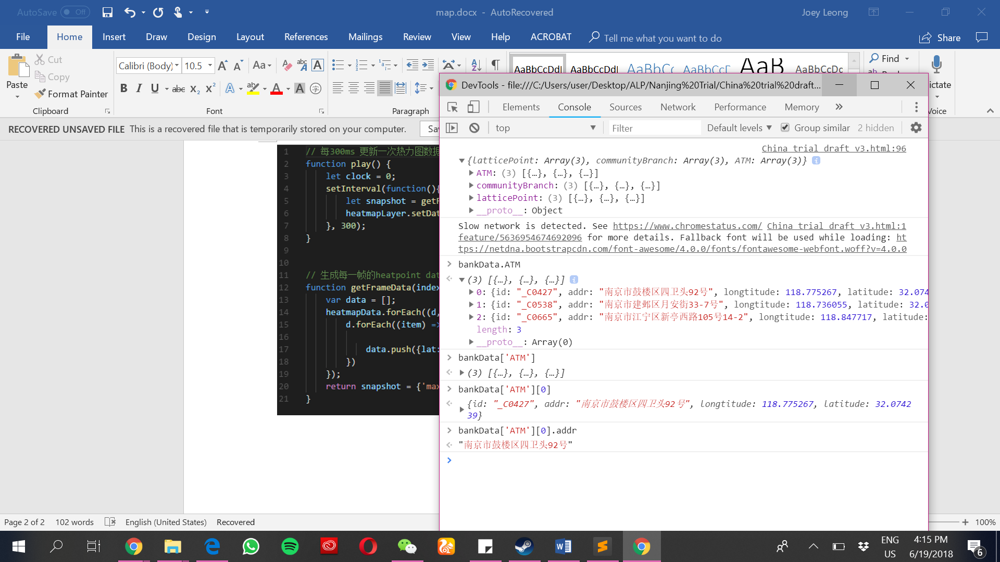 AutoSave Off
map.docx - AutoRecovered
Joey Leong
File Home Insert Draw Design Layout References Mailings Review View Help ACROBAT Tell me what you want to do Share
Paste
Cut
Copy
Format Painter
Clipboard
Calibri (Body) 10.5
Font
Paragraph
AaBbCcDd AaBbCcDd AaBbC AaBbCcD AaB AaBbCcDc
Find
ctate
Voice
RECOVERED UNSAVED FILE This is a recovered file that is temporarily stored on your computer. Sa
1 // 每300ms 更新一次热力图数据
2 function play() {
3 let clock = 0;
4 setInterval(function(){
5 let snapshot = getF
6 heatmapLayer.setDat
7 }, 300);
8 }
9
10
11 // 生成每一帧的heatpoint dat
12 function getFrameData(index
13 var data = [];
14 heatmapData.forEach((d,
15 d.forEach((item) =>
16
17 data.push({lat:
18 })
19 });
20 return snapshot = {'max
21 }
DevTools - file:///C:/Users/user/Desktop/ALP/Nanjing%20Trial/China%20trial%20draft...
Elements Console Sources Network Performance Memory »
top Filter Default levels Group similar 2 hidden
China trial draft v3.html:96
{latticePoint: Array(3), communityBranch: Array(3), ATM: Array(3)}
ATM: (3) [{…}, {…}, {…}]
communityBranch: (3) [{…}, {…}, {…}]
latticePoint: (3) [{…}, {…}, {…}]
__proto__: Object
Slow network is detected. See https://www.chromestatus.com/ China trial draft v3.html:1
feature/5636954674692096 for more details. Fallback font will be used while loading: ht
tps://netdna.bootstrapcdn.com/font-awesome/4.0.0/fonts/fontawesome-webfont.woff?v=4.0.0
> bankData.ATM
(3) [{…}, {…}, {…}]
0: {id: "_C0427", addr: "南京市鼓楼区四卫头92号", longtitude: 118.775267, latitude: 32.074
1: {id: "_C0538", addr: "南京市建邺区月安街33-7号", longtitude: 118.736055, latitude: 32.0
2: {id: "_C0665", addr: "南京市江宁区新亭西路105号14-2", longtitude: 118.847717, latitude:
length: 3
__proto__: Array(0)
> bankData['ATM']
(3) [{…}, {…}, {…}]
> bankData['ATM'][0]
{id: "_C0427", addr: "南京市鼓楼区四卫头92号", longtitude: 118.775267, latitude: 32.0742
39}
> bankData['ATM'][0].addr
"南京市鼓楼区四卫头92号"
>
Page 2 of 2 102 words English (United States) Recovered 100%
ENG
US
4:15 PM
6/19/2018
6